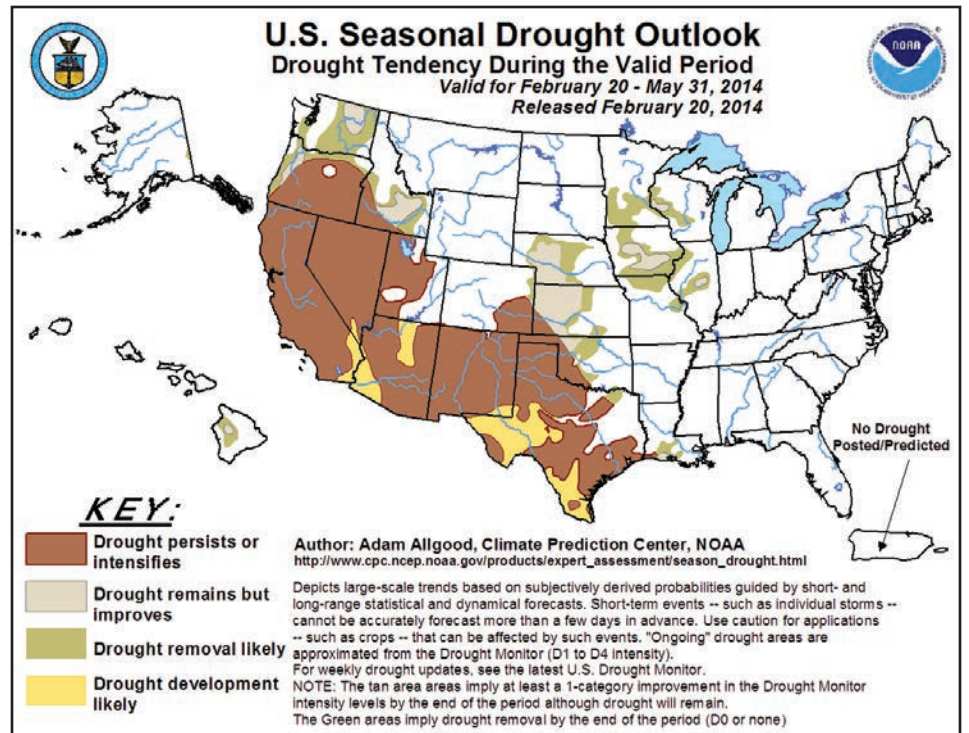 U.S. Seasonal Drought Outlook
Drought Tendency During the Valid Period
Valid for February 20 - May 31, 2014
Released February 20, 2014
NOAA
No Drought
Posted/Predicted
KEY:
Drought persists or
intensifies
Drought remains but
improves
Drought removal likely
Drought development
likely
Author: Adam Allgood, Climate Prediction Center, NOAA
http://www.cpc.ncep.noaa.gov/products/expert_assessment/season_drought.html
Depicts large-scale trends based on subjectively derived probabilities guided by short- and
long-range statistical and dynamical forecasts. Short-term events -- such as individual storms --
cannot be accurately forecast more than a few days in advance. Use caution for applications
-- such as crops -- that can be affected by such events. "Ongoing" drought areas are
approximated from the Drought Monitor (D1 to D4 intensity).
For weekly drought updates, see the latest U.S. Drought Monitor.
NOTE: The tan area areas imply at least a 1-category improvement in the Drought Monitor
intensity levels by the end of the period although drought will remain.
The Green areas imply drought removal by the end of the period (D0 or none)